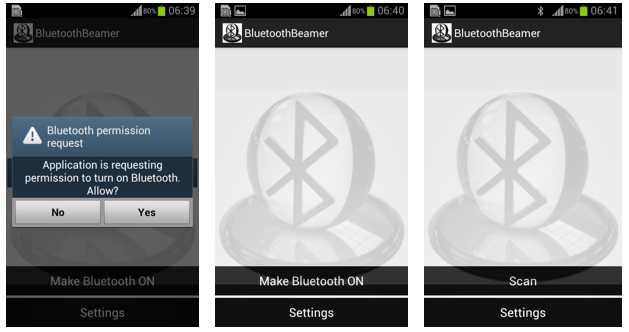 80% 06:39
BluetoothBeamer
Bluetooth permission
request
Application is requesting
permission to turn on Bluetooth.
Allow?
No Yes
Make Bluetooth ON
Settings
80% 06:40
BluetoothBeamer
Make Bluetooth ON
Settings
80% 06:41
BluetoothBeamer
Scan
Settings